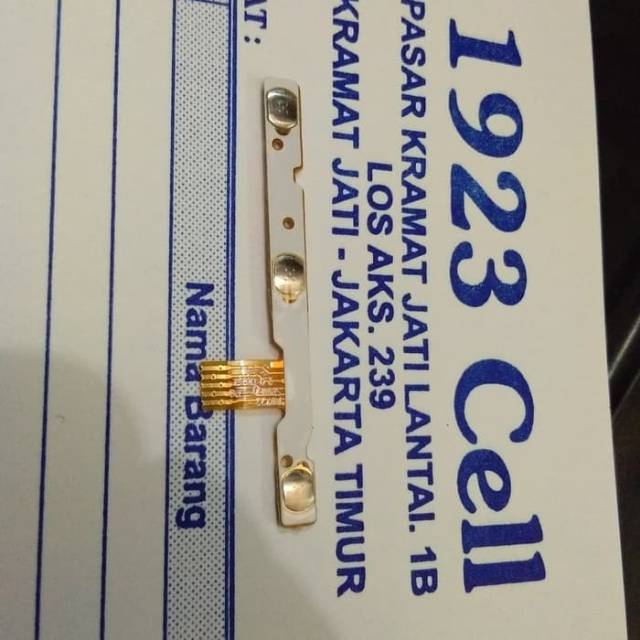 1923 Cell
PASAR KRAMAT JATI LANTAI. 1B
LOS AKS. 239
KRAMAT JATI - JAKARTA TIMUR
AT :
Nama Barang